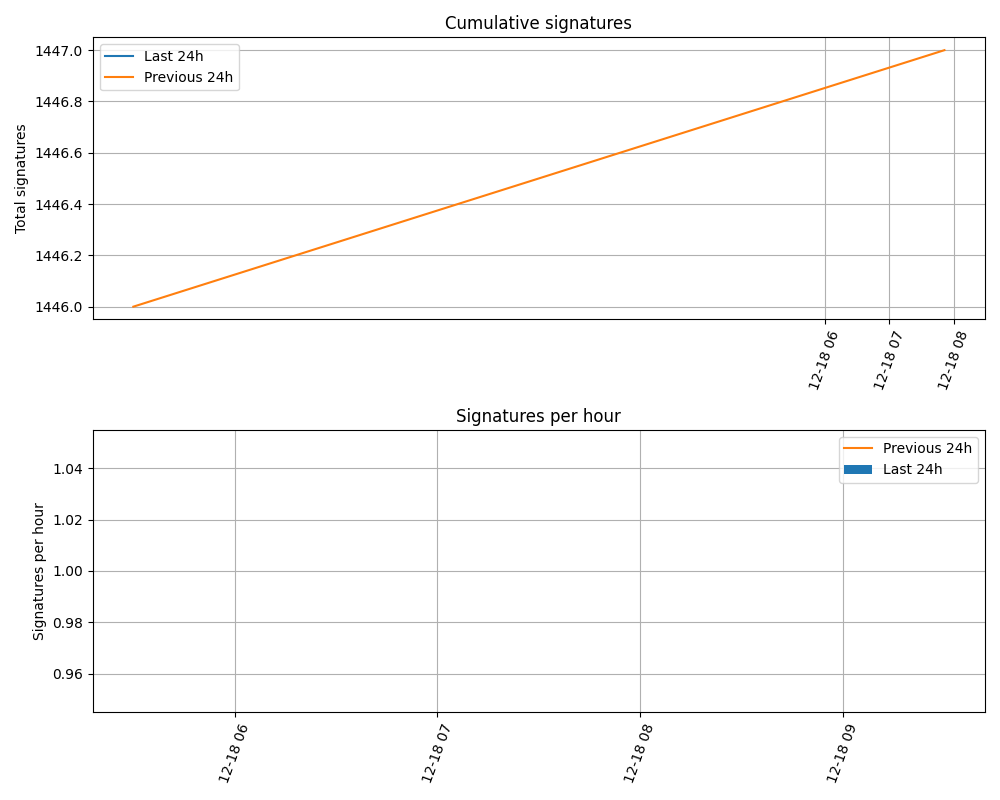 Cumulative signatures
1447.0
1446.8
1446.6
1446.4
1446.2
1446.0
Total signatures
Last 24h
Previous 24h
12-18 06
12-18 07
12-18 08
Signatures per hour
1.04
1.02
1.00
0.98
0.96
Signatures per hour
Previous 24h
Last 24h
12-18 06
12-18 07
12-18 08
12-18 09